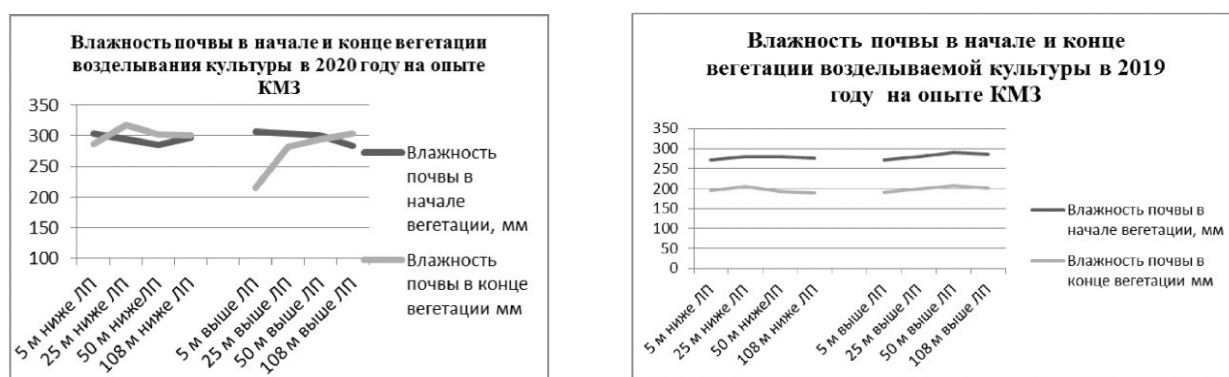 Влажность почвы в начале и конце вегетации
возделывания культуры в 2020 году на опыте
КМЗ
350
300
250
200
150
100
5 м ниже ЛП
25 м ниже ЛП
50 м нижеЛП
108 м ниже ЛП
5 м выше ЛП
25 м выше ЛП
50 м выше ЛП
108 м выше ЛП
Влажность
почвы в
начале
вегетации, мм
Влажность
почвы в конце
вегетации мм
Влажность почвы в начале и конце
вегетации возделываемой культуры в 2019
году на опыте КМЗ
350
300
250
200
150
100
50
0
5 м ниже ЛП
25 м ниже ЛП
50 м нижеЛП
108 м ниже ЛП
5 м выше ЛП
25 м выше ЛП
50 м выше ЛП
108 м выше ЛП
Влажность почвы в
начале вегетации, мм
Влажность почвы в
конце вегетации мм